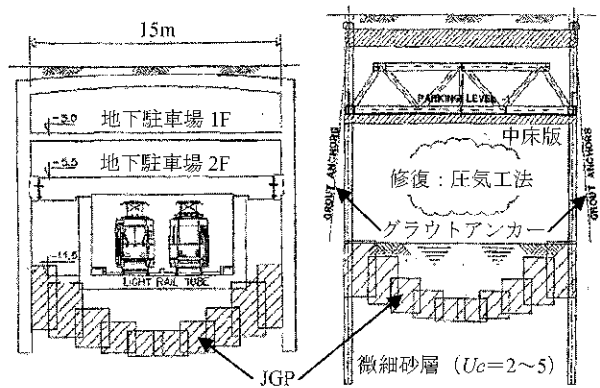 15m
-3.0
地下駐車場 1F
-5.5
地下駐車場 2F
-11.5
LIGHT RAIL TUBE
PARKING LEVEL
中床版
GROUT ANCHORS
GROUT ANCHORS
修復：圧気工法
グラウトアンカー
JGP
微細砂層（Uc＝2～5）